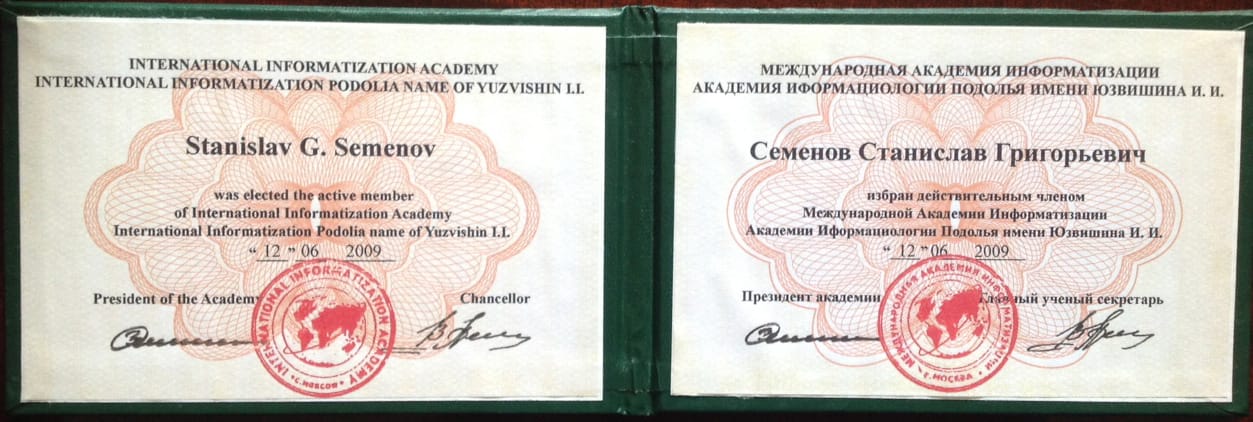 INTERNATIONAL INFORMATIZATION ACADEMY
INTERNATIONAL INFORMATIZATION PODOLIA NAME OF YUZVISHIN I.I.
Stanislav G. Semenov
was elected the active member
of International Informatization Academy
International Informatization Podolia name of Yuzvishin I.I.
“ 12 ” 06 2009
President of the Academy Chancellor
INTERNATIONAL INFORMATIZATION ACADEMY
• C. MOSCOW •
МЕЖДУНАРОДНАЯ АКАДЕМИЯ ИНФОРМАТИЗАЦИИ
АКАДЕМИЯ ИФОРМАЦИОЛОГИИ ПОДОЛЬЯ ИМЕНИ ЮЗВИШИНА И. И.
Семенов Станислав Григорьевич
избран действительным членом
Международной Академии Информатизации
Академии Иформациологии Подолья имени Юзвишина И. И.
“ 12 ” 06 2009
Президент академии Главный ученый секретарь
МЕЖДУНАРОДНАЯ АКАДЕМИЯ ИНФОРМАТИЗАЦИИ
• Г. МОСКВА •